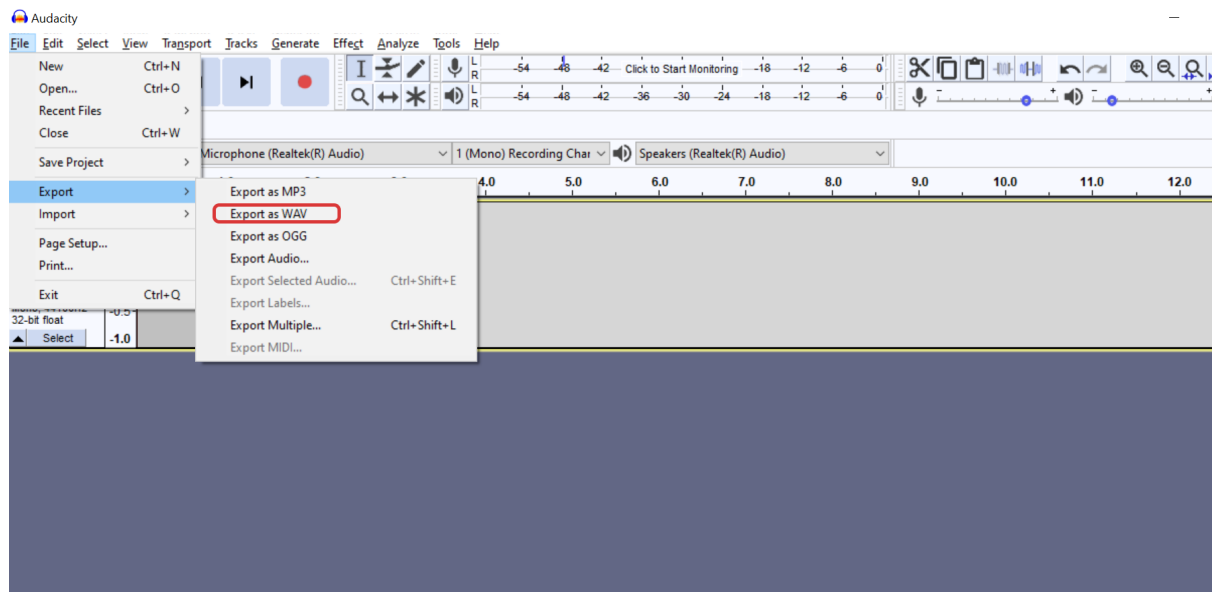 Audacity
File Edit Select View Transport Tracks Generate Effect Analyze Tools Help
New Ctrl+N
Open... Ctrl+O
Recent Files >
Close Ctrl+W
Save Project >
Export >
Import >
Page Setup...
Print...
Exit Ctrl+Q
L
R
-54 -48 -42 Click to Start Monitoring -18 -12 -6 0
L
R
-54 -48 -42 -36 -30 -24 -18 -12 -6 0
- +
- +
Microphone (Realtek(R) Audio) 1 (Mono) Recording Char Speakers (Realtek(R) Audio)
4.0 5.0 6.0 7.0 8.0 9.0 10.0 11.0 12.0
Export as MP3
Export as WAV
Export as OGG
Export Audio...
Export Selected Audio... Ctrl+Shift+E
Export Labels...
Export Multiple... Ctrl+Shift+L
Export MIDI...
-0.5
32-bit float
Select -1.0